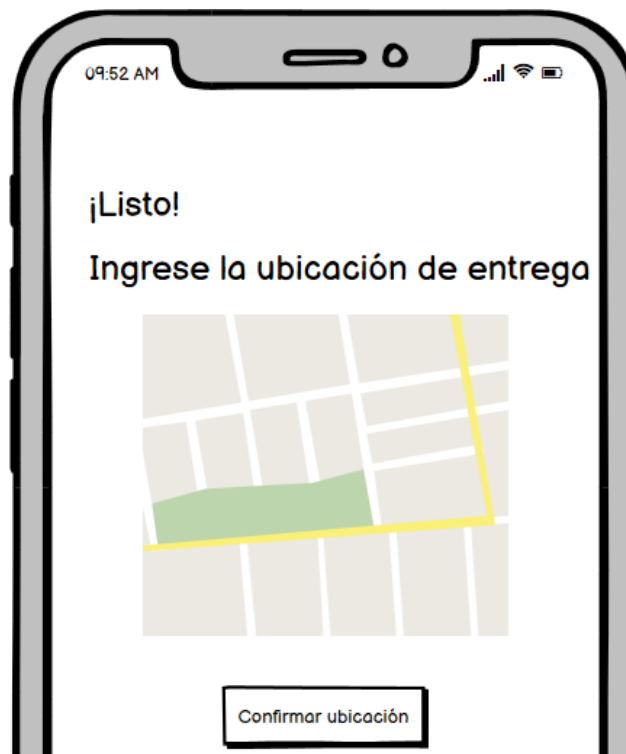 09:52 AM
¡Listo!
Ingrese la ubicación de entrega
Confirmar ubicación